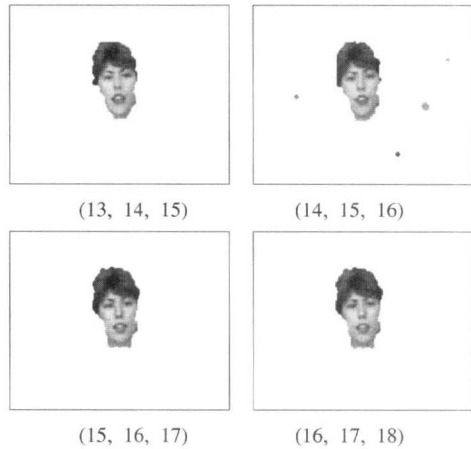 (13, 14, 15) (14, 15, 16)
(15, 16, 17) (16, 17, 18)